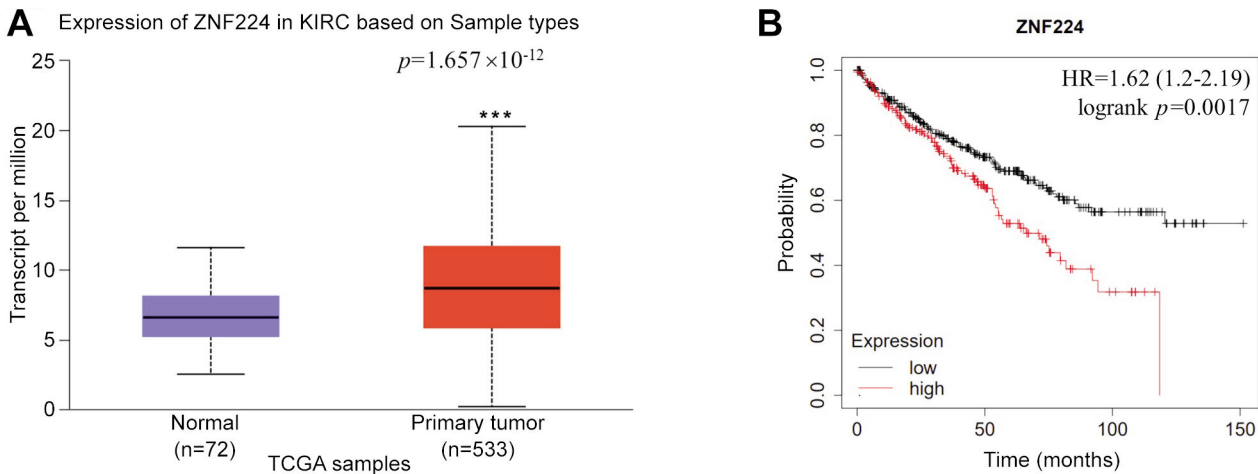 A
Expression of ZNF224 in KIRC based on Sample types
p=1.657×10-12
***
Transcript per million
25
20
15
10
5
0
Normal
(n=72)
Primary tumor
(n=533)
TCGA samples
B
ZNF224
HR=1.62 (1.2-2.19)
logrank p=0.0017
Probability
1.0
0.8
0.6
0.4
0.2
0.0
Expression
low
high
0
50
100
150
Time (months)